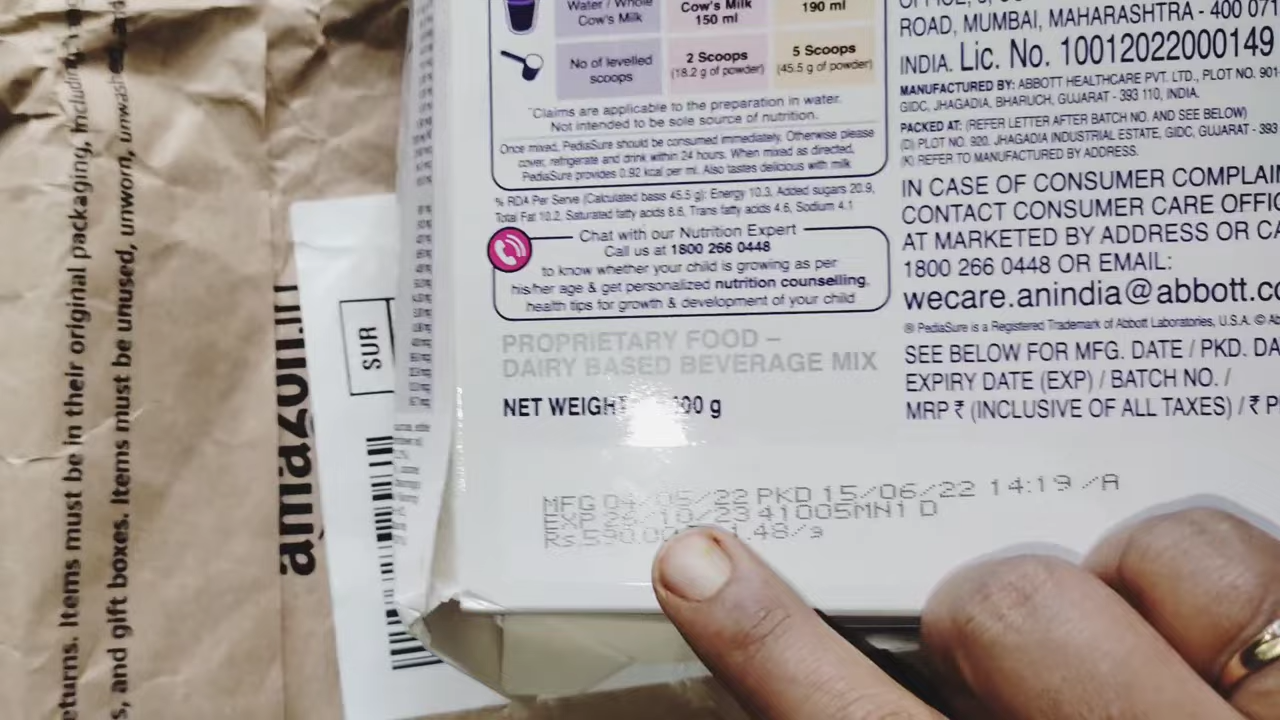 Water / Whole
Cow's Milk
Cow's Milk
150 ml
190 ml
No of levelled
scoops
2 Scoops
(18.2 g of powder)
5 Scoops
(45.5 g of powder)
*Claims are applicable to the preparation in water.
Not intended to be sole source of nutrition.
Once mixed, PediaSure should be consumed immediately. Otherwise please
cover, refrigerate and drink within 24 hours. When mixed as directed,
PediaSure provides 0.92 kcal per ml. Also tastes delicious with milk
% RDA Per Serve (Calculated basis 45.5 g): Energy 10.3, Added sugars 20.9,
Total Fat 10.2, Saturated fatty acids 6.6, Trans fatty acids 4.6, Sodium 4.1
Chat with our Nutrition Expert
Call us at 1800 266 0448
to know whether your child is growing as per
his/her age & get personalized nutrition counselling,
health tips for growth & development of your child
PROPRIETARY FOOD –
DAIRY BASED BEVERAGE MIX
NET WEIGHT 00 g
ROAD, MUMBAI, MAHARASHTRA - 400 071
INDIA. Lic. No. 10012022000149
MANUFACTURED BY: ABBOTT HEALTHCARE PVT. LTD., PLOT NO. 901-
GIDC, JHAGADIA, BHARUCH, GUJARAT - 393 110, INDIA.
PACKED AT: (REFER LETTER AFTER BATCH NO. AND SEE BELOW)
(D) PLOT NO. 920, JHAGADIA INDUSTRIAL ESTATE, GIDC, GUJARAT - 393
(K) REFER TO MANUFACTURED BY ADDRESS.
IN CASE OF CONSUMER COMPLAIN
CONTACT CONSUMER CARE OFFIC
AT MARKETED BY ADDRESS OR CA
1800 266 0448 OR EMAIL:
wecare.anindia@abbott.co
® PediaSure is a Registered Trademark of Abbott Laboratories, U.S.A. © Ab
SEE BELOW FOR MFG. DATE / PKD. DA
EXPIRY DATE (EXP) / BATCH NO. /
MRP ₹ (INCLUSIVE OF ALL TAXES) / ₹ P
MFG 04/05/22 PKD 15/06/22 14:19 /A
EXP 10/23 41005MN1 D
Rs.590.00 1.48/g
eturns. Items must be in their original packaging, including
s, and gift boxes. Items must be unused, unworn, unwashed, and
amazon.in
SUR